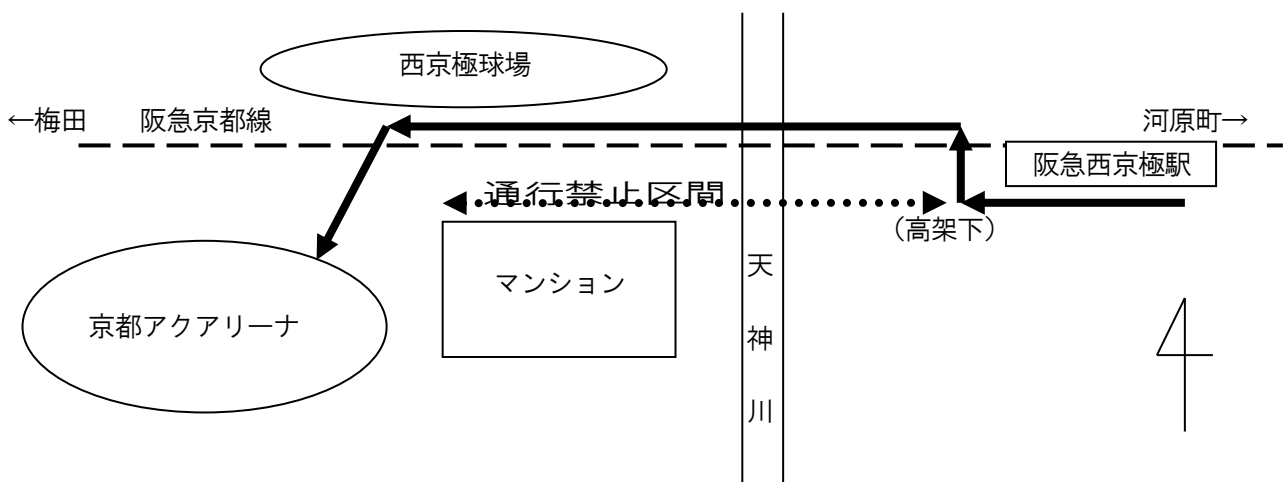 西京極球場
←梅田
阪急京都線
河原町→
阪急西京極駅
通行禁止区間
（高架下）
マンション
天神川
京都アクアリーナ